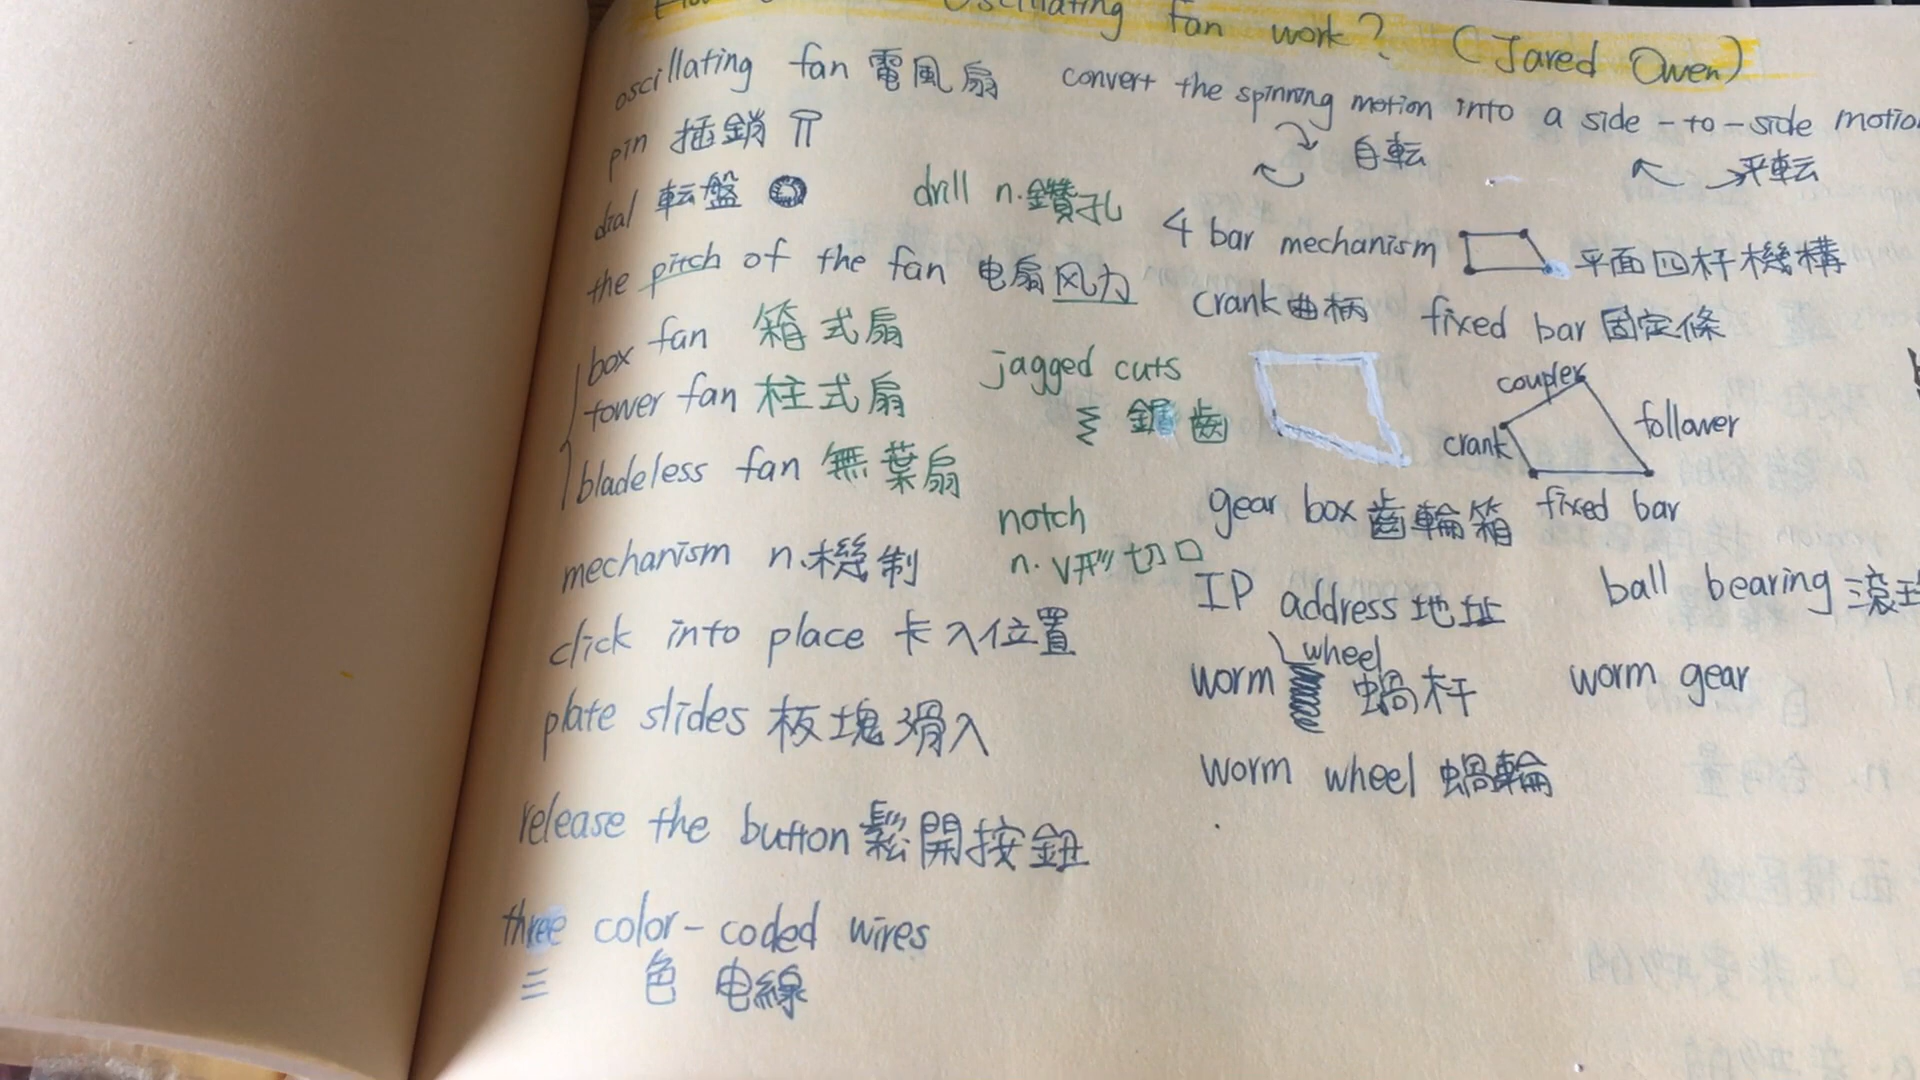 Oscillating fan work? (Jared Owen)
oscillating fan 電風扇
pin 插銷
dial 転盤
the pitch of the fan 电扇风力
box fan 箱式扇
tower fan 柱式扇
bladeless fan 無葉扇
mechanism n.機制
click into place 卡入位置
plate slides 板塊滑入
release the button 鬆開按鈕
three color-coded wires
三 色 电線
drill n.鑽孔
jagged cuts
鋸齒
notch
n. V形切口
convert the spinning motion into a side-to-side
自転
平転
4 bar mechanism 平面四杆機構
crank 曲柄 fixed bar 固定條
coupler
crank
follower
fixed bar
gear box 齒輪箱
IP address 地址
ball bearing 滾
wheel
worm 蝸杆
worm gear
worm wheel 蝸輪